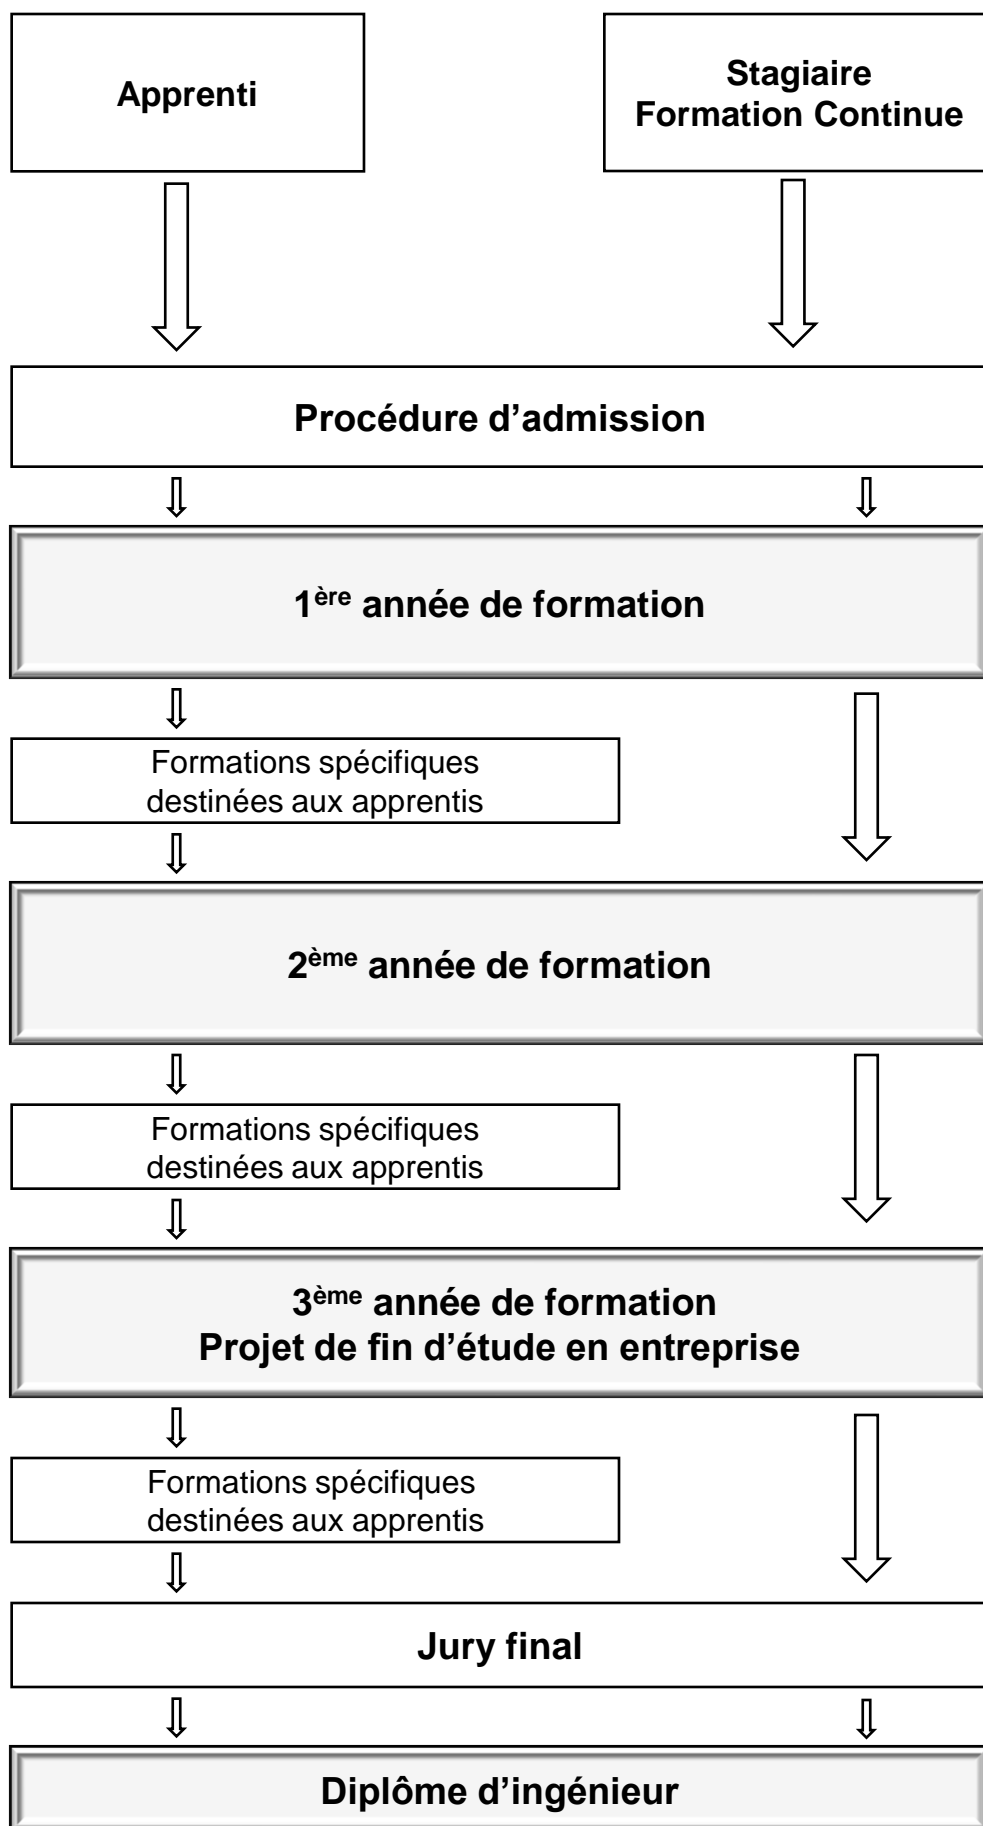 Apprenti
Stagiaire
Formation Continue
Procédure d’admission
1ère année de formation
Formations spécifiques
destinées aux apprentis
2ème année de formation
Formations spécifiques
destinées aux apprentis
3ème année de formation
Projet de fin d’étude en entreprise
Formations spécifiques
destinées aux apprentis
Jury final
Diplôme d’ingénieur